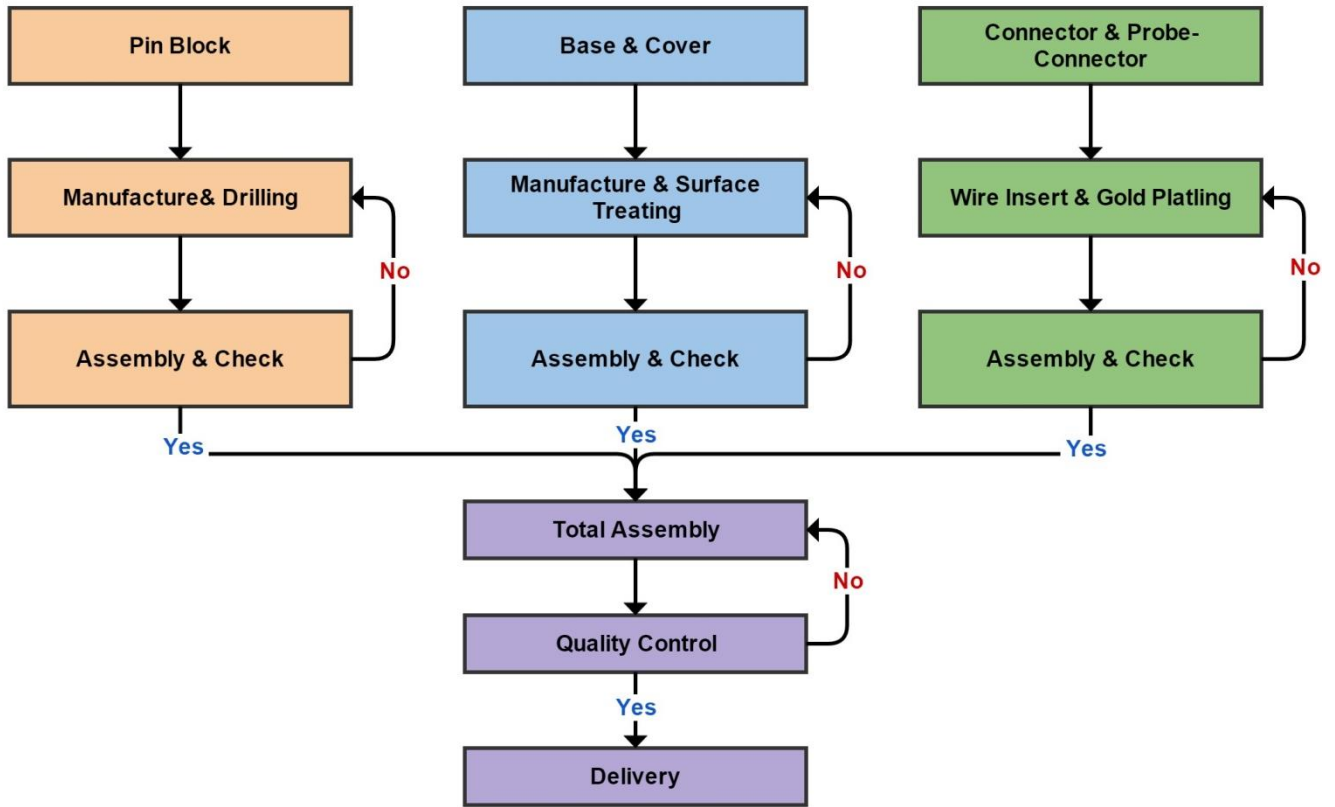 Pin Block
Base & Cover
Connector & Probe-
Connector
Manufacture& Drilling
Manufacture & Surface
Treating
Wire Insert & Gold Platling
No
No
No
Assembly & Check
Assembly & Check
Assembly & Check
Yes
Yes
Yes
Total Assembly
No
Quality Control
Yes
Delivery